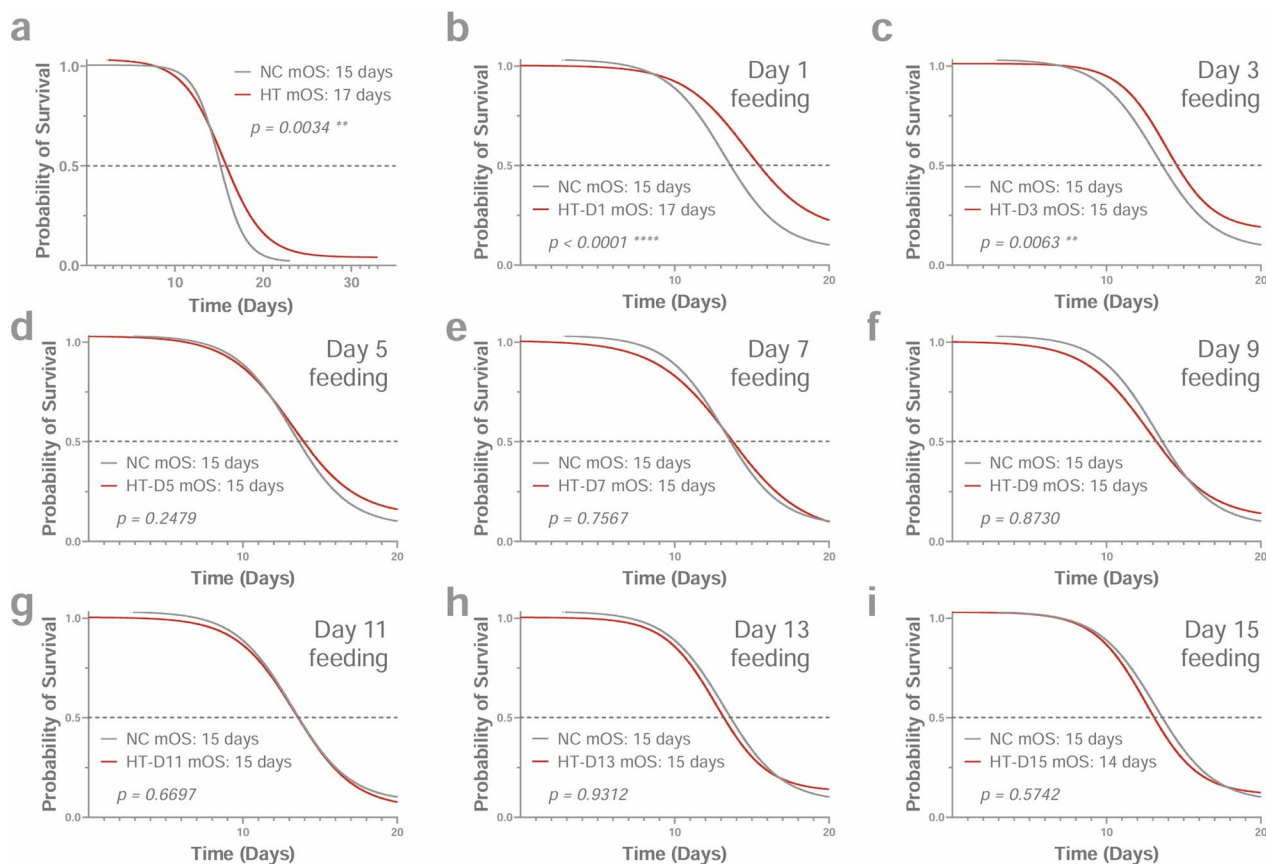 a
Probability of Survival
1.0
0.5
0.0
10
20
30
Time (Days)
NC mOS: 15 days
HT mOS: 17 days
p = 0.0034 **
b
Probability of Survival
1.0
0.5
0.0
10
20
Time (Days)
Day 1
feeding
NC mOS: 15 days
HT-D1 mOS: 17 days
p < 0.0001 ****
c
Probability of Survival
1.0
0.5
0.0
10
20
Time (Days)
Day 3
feeding
NC mOS: 15 days
HT-D3 mOS: 15 days
p = 0.0063 **
d
Probability of Survival
1.0
0.5
0.0
10
20
Time (Days)
Day 5
feeding
NC mOS: 15 days
HT-D5 mOS: 15 days
p = 0.2479
e
Probability of Survival
1.0
0.5
0.0
10
20
Time (Days)
Day 7
feeding
NC mOS: 15 days
HT-D7 mOS: 15 days
p = 0.7567
f
Probability of Survival
1.0
0.5
0.0
10
20
Time (Days)
Day 9
feeding
NC mOS: 15 days
HT-D9 mOS: 15 days
p = 0.8730
g
Probability of Survival
1.0
0.5
0.0
10
20
Time (Days)
Day 11
feeding
NC mOS: 15 days
HT-D11 mOS: 15 days
p = 0.6697
h
Probability of Survival
1.0
0.5
0.0
10
20
Time (Days)
Day 13
feeding
NC mOS: 15 days
HT-D13 mOS: 15 days
p = 0.9312
i
Probability of Survival
1.0
0.5
0.0
10
20
Time (Days)
Day 15
feeding
NC mOS: 15 days
HT-D15 mOS: 14 days
p = 0.5742